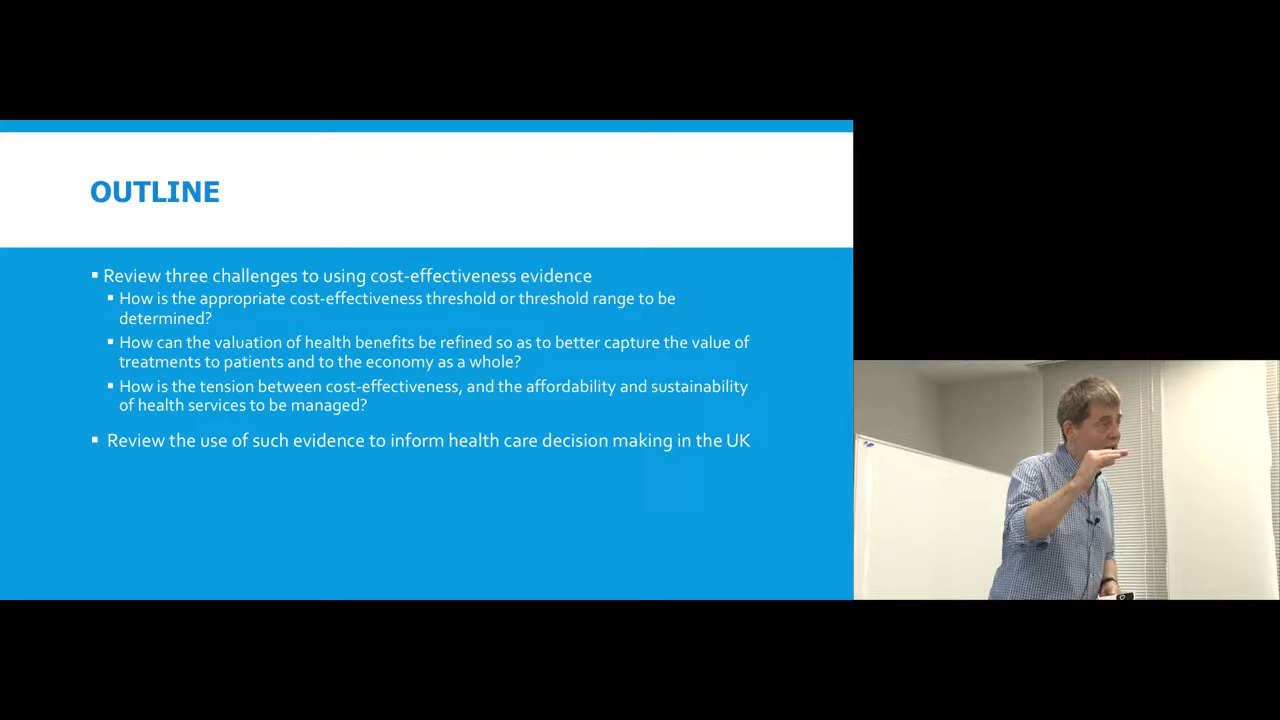 OUTLINE
▪ Review three challenges to using cost-effectiveness evidence
▪ How is the appropriate cost-effectiveness threshold or threshold range to be
determined?
▪ How can the valuation of health benefits be refined so as to better capture the value of
treatments to patients and to the economy as a whole?
▪ How is the tension between cost-effectiveness, and the affordability and sustainability
of health services to be managed?
▪ Review the use of such evidence to inform health care decision making in the UK